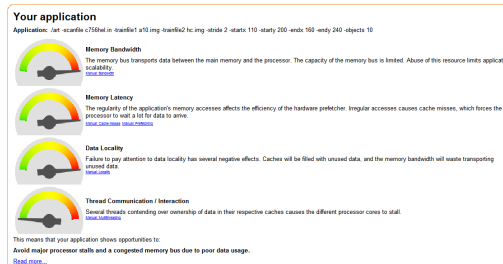 Your application
Application: ./art -scanfile c756hel.in -trainfile1 a10.img -trainfile2 hc.img -stride 2 -startx 110 -starty 200 -endx 160 -endy 240 -objects 10
Memory Bandwidth
The memory bus transports data between the main memory and the processor. The capacity of the memory bus is limited. Abuse of this resource limits applicat
scalability.
Manual: Bandwidth
Memory Latency
The regularity of the application's memory accesses affects the efficiency of the hardware prefetcher. Irregular accesses causes cache misses, which forces the
processor to wait a lot for data to arrive.
Manual: Cache misses Manual: Prefetching
Data Locality
Failure to pay attention to data locality has several negative effects. Caches will be filled with unused data, and the memory bandwidth will waste transporting
unused data.
Manual: Locality
Thread Communication / Interaction
Several threads contending over ownership of data in their respective caches causes the different processor cores to stall.
Manual: Multithreading
This means that your application shows opportunities to:
Avoid major processor stalls and a congested memory bus due to poor data usage.
Read more...